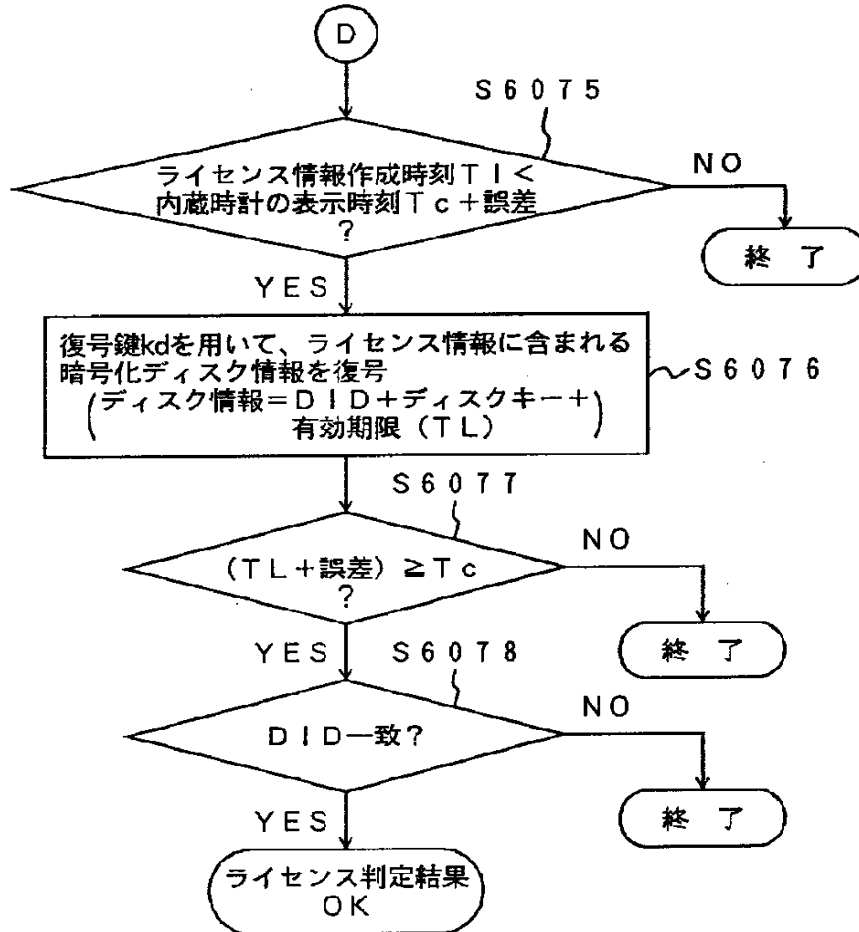 D
S6075
ライセンス情報作成時刻TI<
内蔵時計の表示時刻Tc+誤差
?
NO
終 了
YES
復号鍵kdを用いて、ライセンス情報に含まれる
暗号化ディスク情報を復号
(ディスク情報=DID+ディスクキー+
有効期限(TL))
S6076
S6077
(TL+誤差)≧Tc
?
NO
終 了
YES
S6078
DID一致?
NO
終 了
YES
ライセンス判定結果
OK